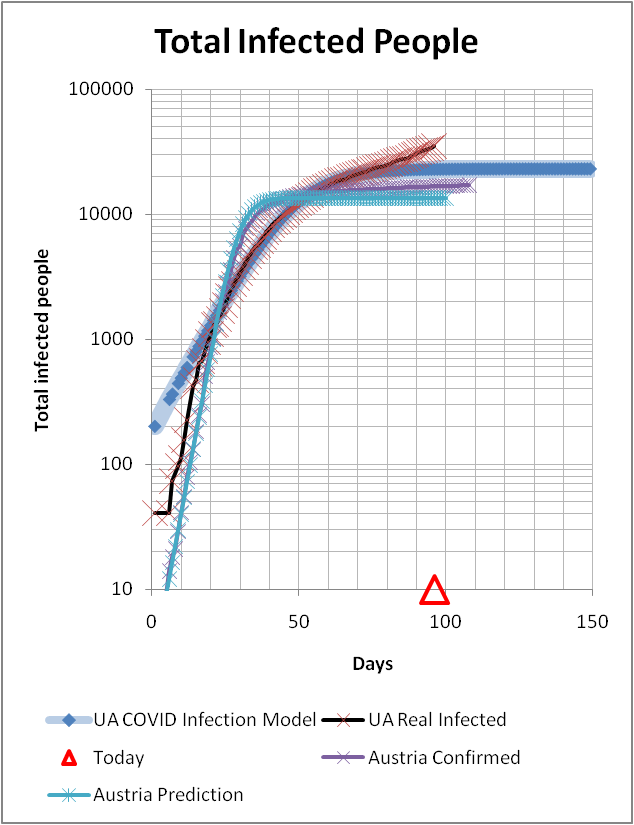 Total Infected People
100000
10000
1000
100
10
Total infected people
0 50 100 150
Days
UA COVID Infection Model UA Real Infected
Today Austria Confirmed
Austria Prediction